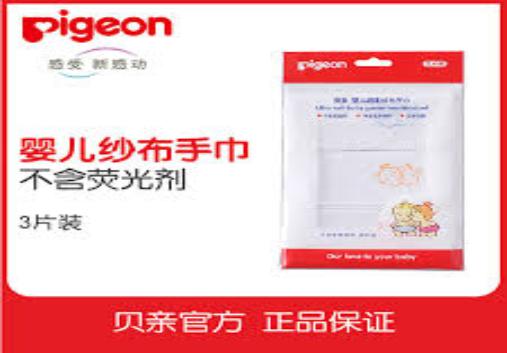 pigeon
感受 新感动
婴儿纱布手巾
不含荧光剂
3片装
pigeon
Our love to your baby
贝亲官方 正品保证